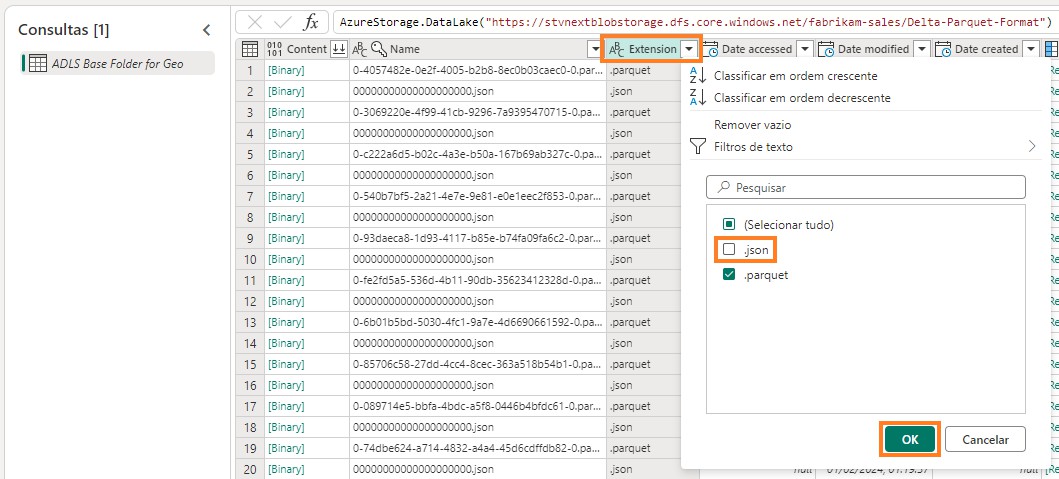 Consultas [1]
ADLS Base Folder for Geo
fx AzureStorage.DataLake("https://stvnextblobstorage.dfs.core.windows.net/fabrikam-sales/Delta-Parquet-Format")
010 101 Content ABC Name ABC Extension Date accessed Date modified Date created
1 [Binary] 0-4057482e-0e2f-4005-b2b8-8ec0b03caec0-0.pa... .parquet
2 [Binary] 00000000000000000000.json .json
3 [Binary] 0-3069220e-4f99-41cb-9296-7a9395470715-0.pa... .parquet
4 [Binary] 00000000000000000000.json .json
5 [Binary] 0-c222a6d5-b02c-4a3e-b50a-167b69ab327c-0.pa... .parquet
6 [Binary] 00000000000000000000.json .json
7 [Binary] 0-540b7bf5-2a21-4e7e-9e81-e0e1eec2f853-0.par... .parquet
8 [Binary] 00000000000000000000.json .json
9 [Binary] 0-93daeca8-1d93-4117-b85e-b74fa09fa6c2-0.par... .parquet
10 [Binary] 00000000000000000000.json .json
11 [Binary] 0-fe2fd5a5-536d-4b11-90db-35623412328d-0.pa... .parquet
12 [Binary] 00000000000000000000.json .json
13 [Binary] 0-6b01b5bd-5030-4fc1-9a7e-4d6690661592-0.pa... .parquet
14 [Binary] 00000000000000000000.json .json
15 [Binary] 0-85706c58-27dd-4cc4-8cec-363a518b54b1-0.pa... .parquet
16 [Binary] 00000000000000000000.json .json
17 [Binary] 0-089714e5-bbfa-4bdc-a5f8-0446b4bfdc61-0.pa... .parquet
18 [Binary] 00000000000000000000.json .json
19 [Binary] 0-74dbe624-a714-4832-a4a4-45d6cdffdb82-0.pa... .parquet
20 [Binary] 00000000000000000000.json .json null 01/02/2024, 01:19:37 null
Classificar em ordem crescente
Classificar em ordem decrescente
Remover vazio
Filtros de texto
Pesquisar
(Selecionar tudo)
.json
.parquet
OK Cancelar